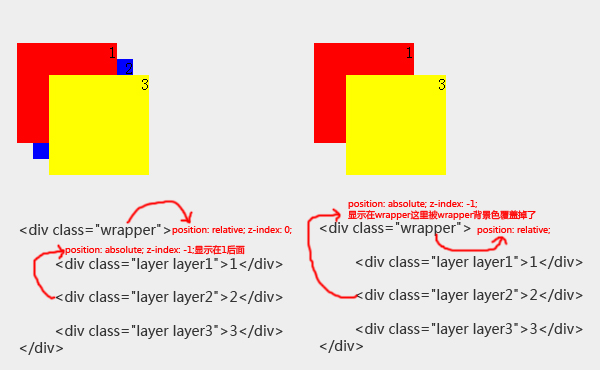 1
3
1
3
position: relative; z-index: 0;
<div class="wrapper">
position: absolute; z-index: -1;显示在1后面
<div class="layer layer1">1</div>
<div class="layer layer2">2</div>
<div class="layer layer3">3</div>
</div>
position: absolute; z-index: -1;
显示在wrapper这里被wrapper背景色覆盖掉了
<div class="wrapper">
position: relative;
<div class="layer layer1">1</div>
<div class="layer layer2">2</div>
<div class="layer layer3">3</div>
</div>